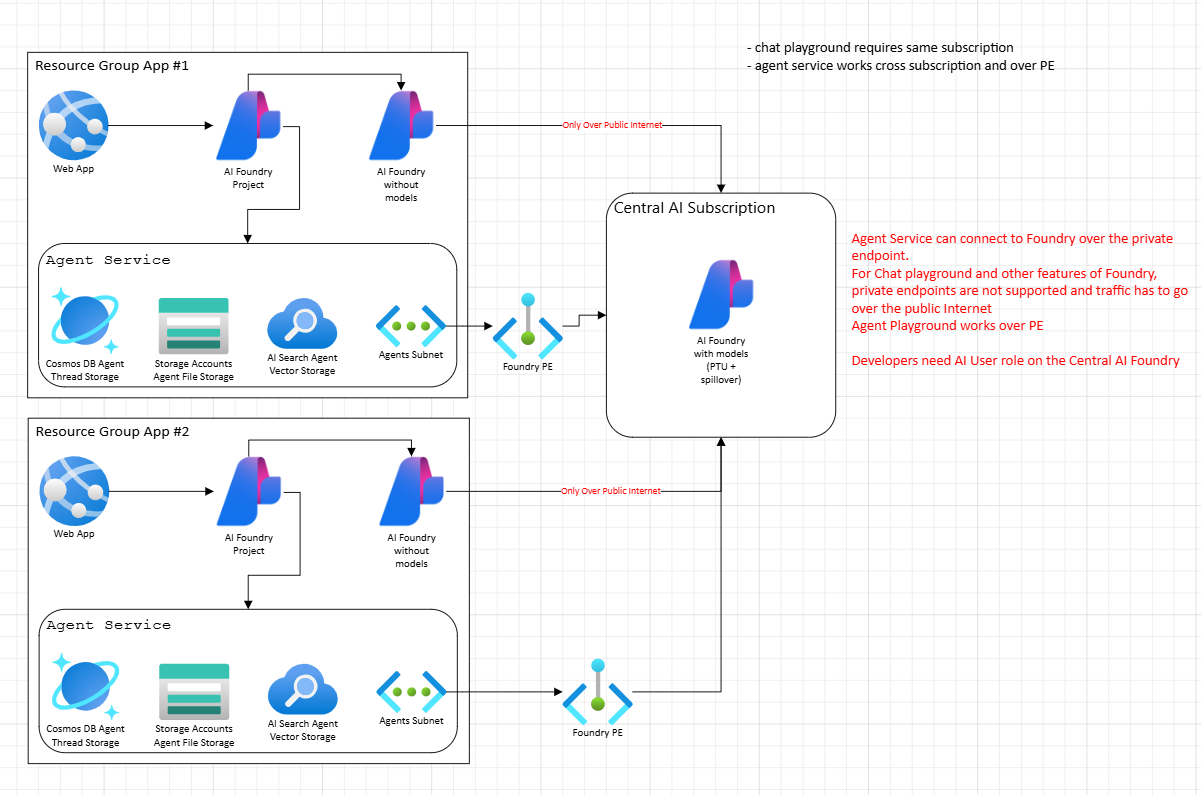 - chat playground requires same subscription
- agent service works cross subscription and over PE
Resource Group App #1
Web App
AI Foundry
Project
AI Foundry
without
models
Only Over Public Internet
Agent Service
Cosmos DB Agent
Thread Storage
Storage Accounts
Agent File Storage
AI Search Agent
Vector Storage
Agents Subnet
Foundry PE
Central AI Subscription
AI Foundry
with models
(PTU +
spillover)
Agent Service can connect to Foundry over the private
endpoint.
For Chat playground and other features of Foundry,
private endpoints are not supported and traffic has to go
over the public Internet
Agent Playground works over PE
Developers need AI User role on the Central AI Foundry
Resource Group App #2
Web App
AI Foundry
Project
AI Foundry
without
models
Only Over Public Internet
Agent Service
Cosmos DB Agent
Thread Storage
Storage Accounts
Agent File Storage
AI Search Agent
Vector Storage
Agents Subnet
Foundry PE